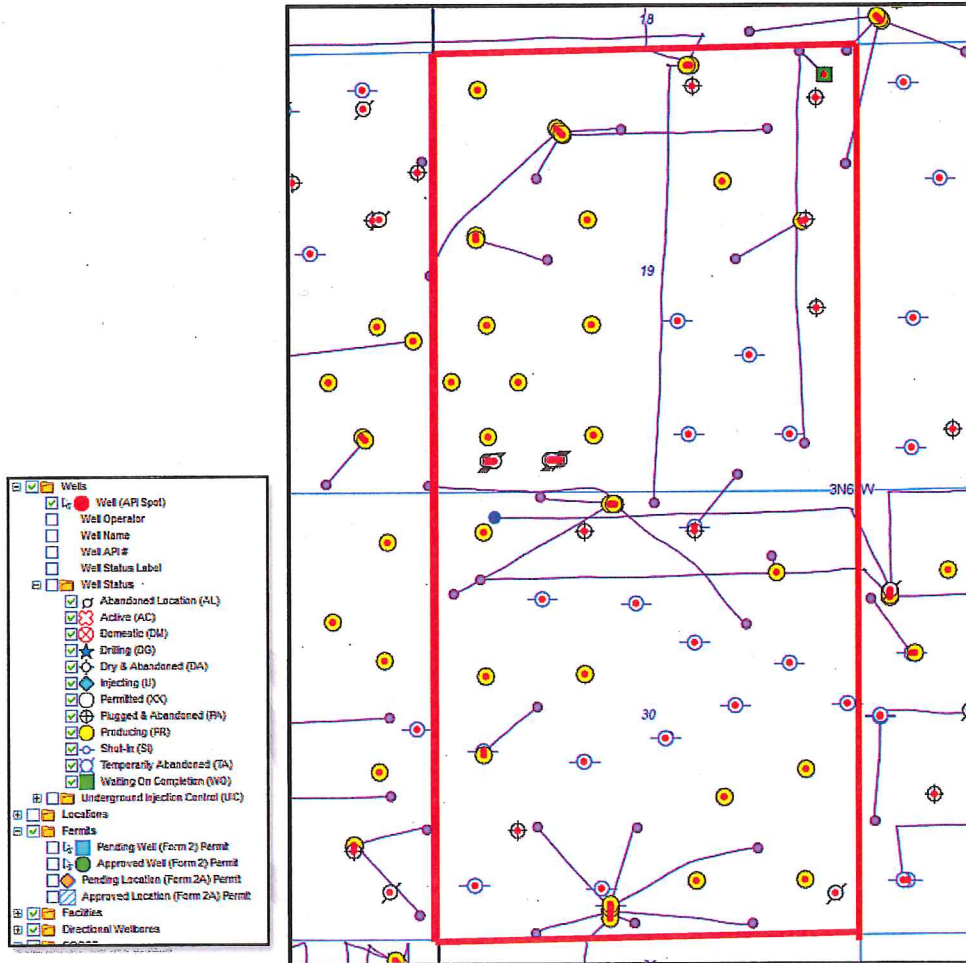 18
19
3N6 W
30
Wells
Well (API Spot)
Well Operator
Well Name
Well API #
Well Status Label
Well Status
Abandoned Location (AL)
Active (AC)
Domestic (DM)
Drilling (DG)
Dry & Abandoned (DA)
Injecting (IJ)
Permitted (XX)
Plugged & Abandoned (PA)
Producing (PR)
Shut-In (SI)
Temporarily Abandoned (TA)
Waiting On Completion (WO)
Underground Injection Control (UIC)
Locations
Permits
Pending Well (Form 2) Permit
Approved Well (Form 2) Permit
Pending Location (Form 2A) Permit
Approved Location (Form 2A) Permit
Facilities
Directional Wellbores